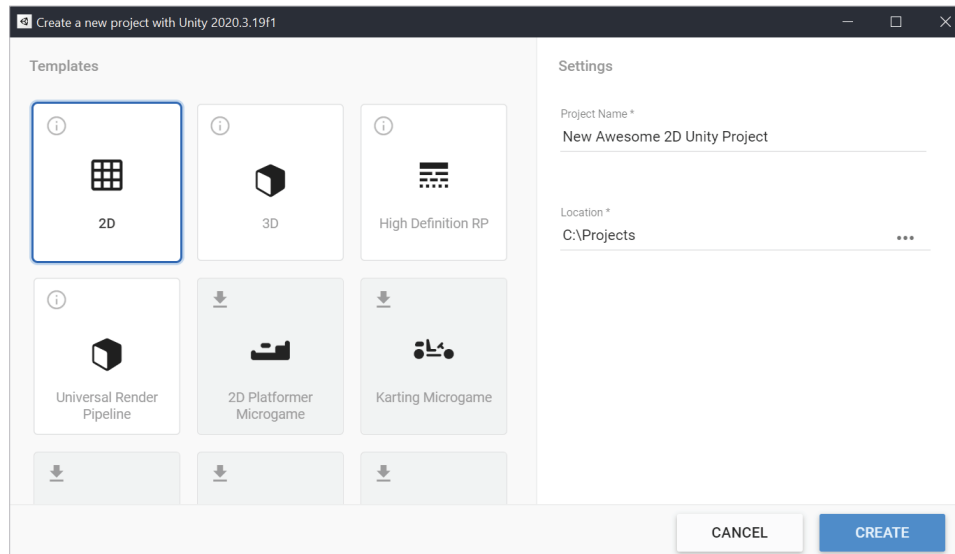 Create a new project with Unity 2020.3.19f1
Templates
2D
3D
High Definition RP
Universal Render
Pipeline
2D Platformer
Microgame
Karting Microgame
Settings
Project Name *
New Awesome 2D Unity Project
Location *
C:\Projects
CANCEL
CREATE